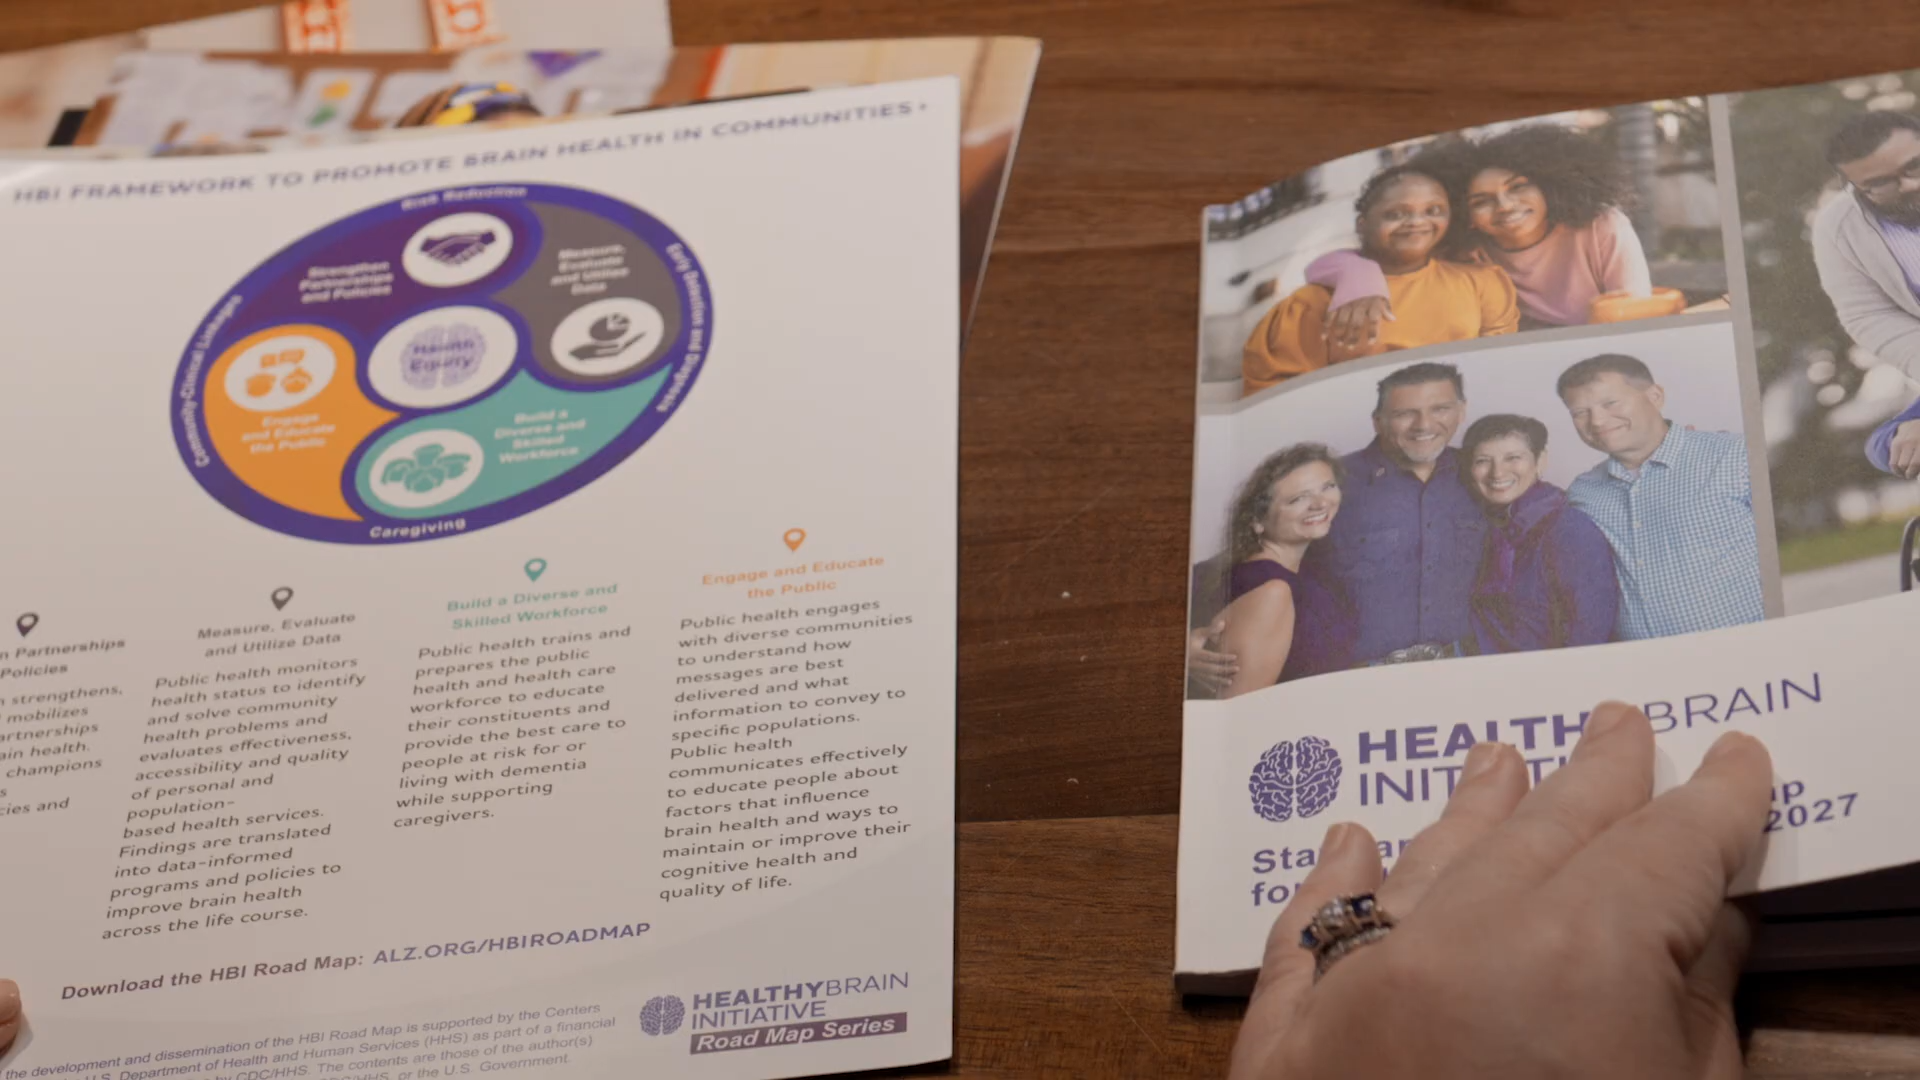 HBI FRAMEWORK TO PROMOTE BRAIN HEALTH IN COMMUNITIES
Risk Reduction
Early Detection and Diagnosis
Community-Clinical Linkages
Caregiving
Strengthen
Partnerships
and Policies
Measure,
Evaluate
and Utilize
Data
Health
Equity
Engage
and Educate
the Public
Build a
Diverse and
Skilled
Workforce
Partnerships
Policies
strengthens,
mobilizes
health.
champions
and
Measure, Evaluate
and Utilize Data
Public health monitors
health status to identify
and solve community
health problems and
evaluates effectiveness,
accessibility and quality
of personal and
population-
based health services.
Findings are translated
into data-informed
programs and policies to
improve brain health
across the life course.
Build a Diverse and
Skilled Workforce
Public health trains and
prepares the public
health and health care
workforce to educate
their constituents and
provide the best care to
people at risk for or
living with dementia
while supporting
caregivers.
Engage and Educate
the Public
Public health engages
with diverse communities
to understand how
messages are best
delivered and what
information to convey to
specific populations.
Public health
communicates effectively
to educate people about
factors that influence
brain health and ways to
maintain or improve their
cognitive health and
quality of life.
Download the HBI Road Map: ALZ.ORG/HBIROADMAP
the development and dissemination of the HBI Road Map is supported by the Centers
U.S. Department of Health and Human Services (HHS) as part of a financial
by CDC/HHS. The contents are those of the author(s)
CDC/HHS, or the U.S. Government.
HEALTHYBRAIN
INITIATIVE
Road Map Series
HEALTHY BRAIN
2027